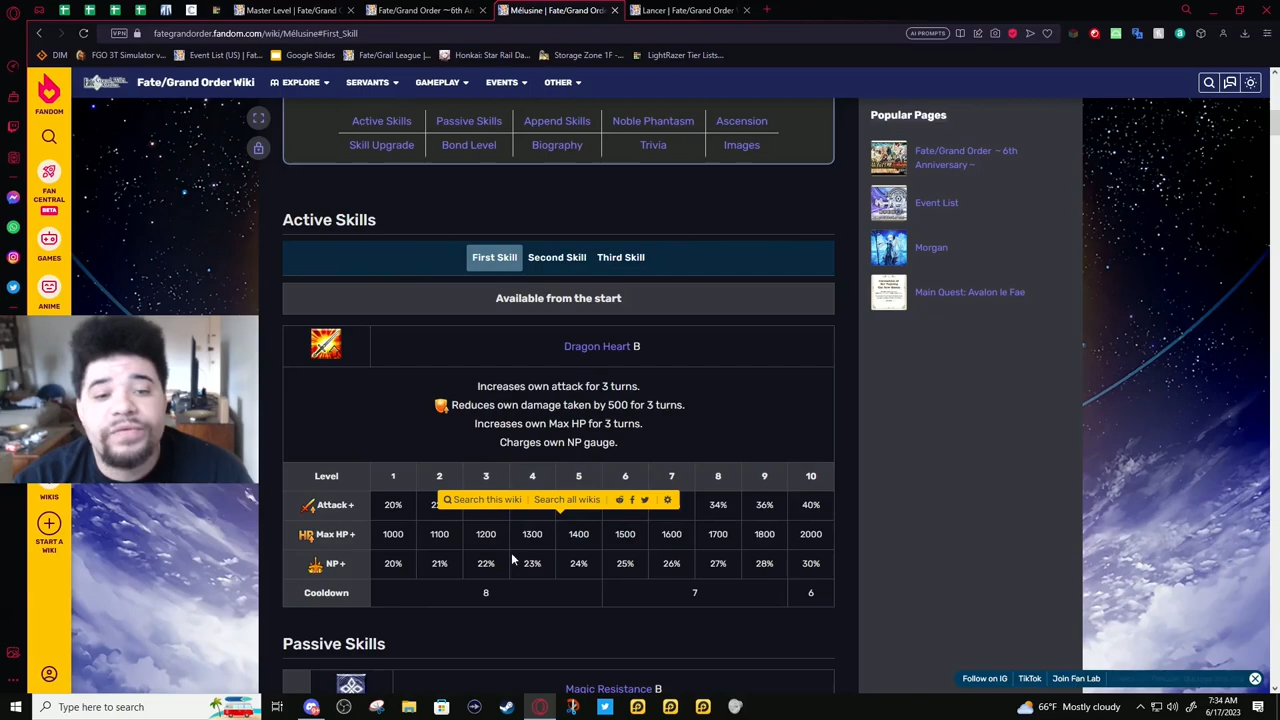 Master Level | Fate/Grand O
Fate/Grand Order ～6th A
Mélusine | Fate/Grand Ord
Lancer | Fate/Grand Order
VPN
fategrandorder.fandom.com/wiki/Mélusine#First_Skill
AI PROMPTS
DIM
FGO 3T Simulator v...
Event List (US) | Fat...
Google Slides
Fate/Grail League |...
Honkai: Star Rail Da...
Storage Zone 1F -...
LightRazer Tier Lists...
FANDOM
Fate/Grand Order Wiki
EXPLORE
SERVANTS
GAMEPLAY
EVENTS
OTHER
FAN
CENTRAL
BETA
GAMES
ANIME
WIKIS
START A
WIKI
Active Skills
Passive Skills
Append Skills
Noble Phantasm
Ascension
Skill Upgrade
Bond Level
Biography
Trivia
Images
Popular Pages
Fate/Grand Order ～6th
Anniversary～
Event List
Morgan
Main Quest: Avalon le Fae
Active Skills
First Skill
Second Skill
Third Skill
Available from the start
Dragon Heart B
Increases own attack for 3 turns.
Reduces own damage taken by 500 for 3 turns.
Increases own Max HP for 3 turns.
Charges own NP gauge.
Level 1 2 3 4 5 6 7 8 9 10
Search this wiki | Search all wikis
Attack + 20% 34% 36% 40%
Max HP + 1000 1100 1300 1400 1500 1600 1700 1800 2000
NP + 20% 21% 22% 23% 24% 25% 26% 27% 28% 30%
Cooldown 8 7 6
Passive Skills
Magic Resistance B
Follow on IG
TikTok
Join Fan Lab
Type here to search
66°F Mostly cloudy
7:34 AM
6/17/2023